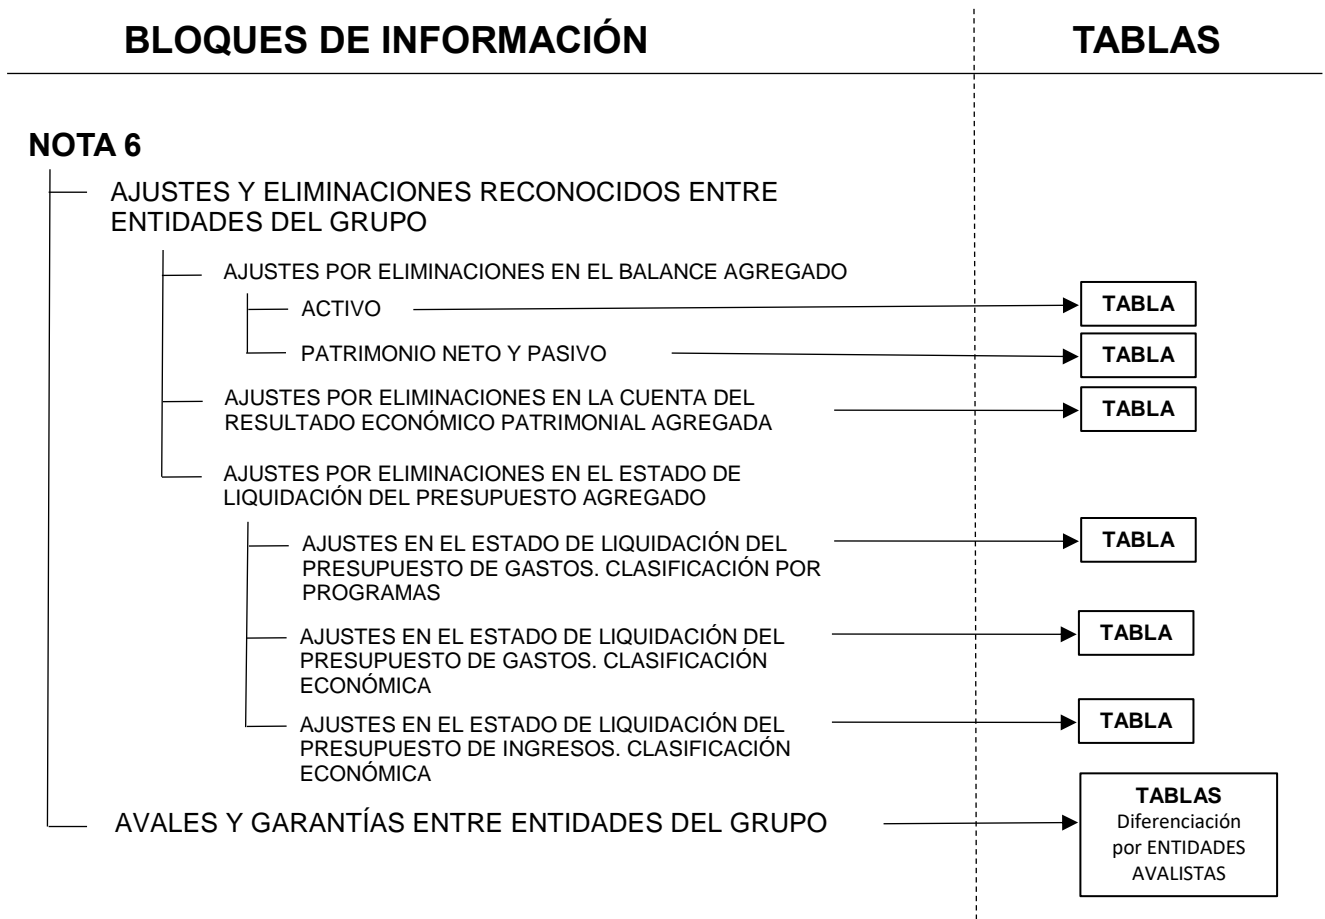 BLOQUES DE INFORMACIÓN
TABLAS
NOTA 6
AJUSTES Y ELIMINACIONES RECONOCIDOS ENTRE
ENTIDADES DEL GRUPO
AJUSTES POR ELIMINACIONES EN EL BALANCE AGREGADO
ACTIVO
TABLA
PATRIMONIO NETO Y PASIVO
TABLA
AJUSTES POR ELIMINACIONES EN LA CUENTA DEL
RESULTADO ECONÓMICO PATRIMONIAL AGREGADA
TABLA
AJUSTES POR ELIMINACIONES EN EL ESTADO DE
LIQUIDACIÓN DEL PRESUPUESTO AGREGADO
AJUSTES EN EL ESTADO DE LIQUIDACIÓN DEL
PRESUPUESTO DE GASTOS. CLASIFICACIÓN POR
PROGRAMAS
TABLA
AJUSTES EN EL ESTADO DE LIQUIDACIÓN DEL
PRESUPUESTO DE GASTOS. CLASIFICACIÓN
ECONÓMICA
TABLA
AJUSTES EN EL ESTADO DE LIQUIDACIÓN DEL
PRESUPUESTO DE INGRESOS. CLASIFICACIÓN
ECONÓMICA
TABLA
AVALES Y GARANTÍAS ENTRE ENTIDADES DEL GRUPO
TABLAS
Diferenciación
por ENTIDADES
AVALISTAS